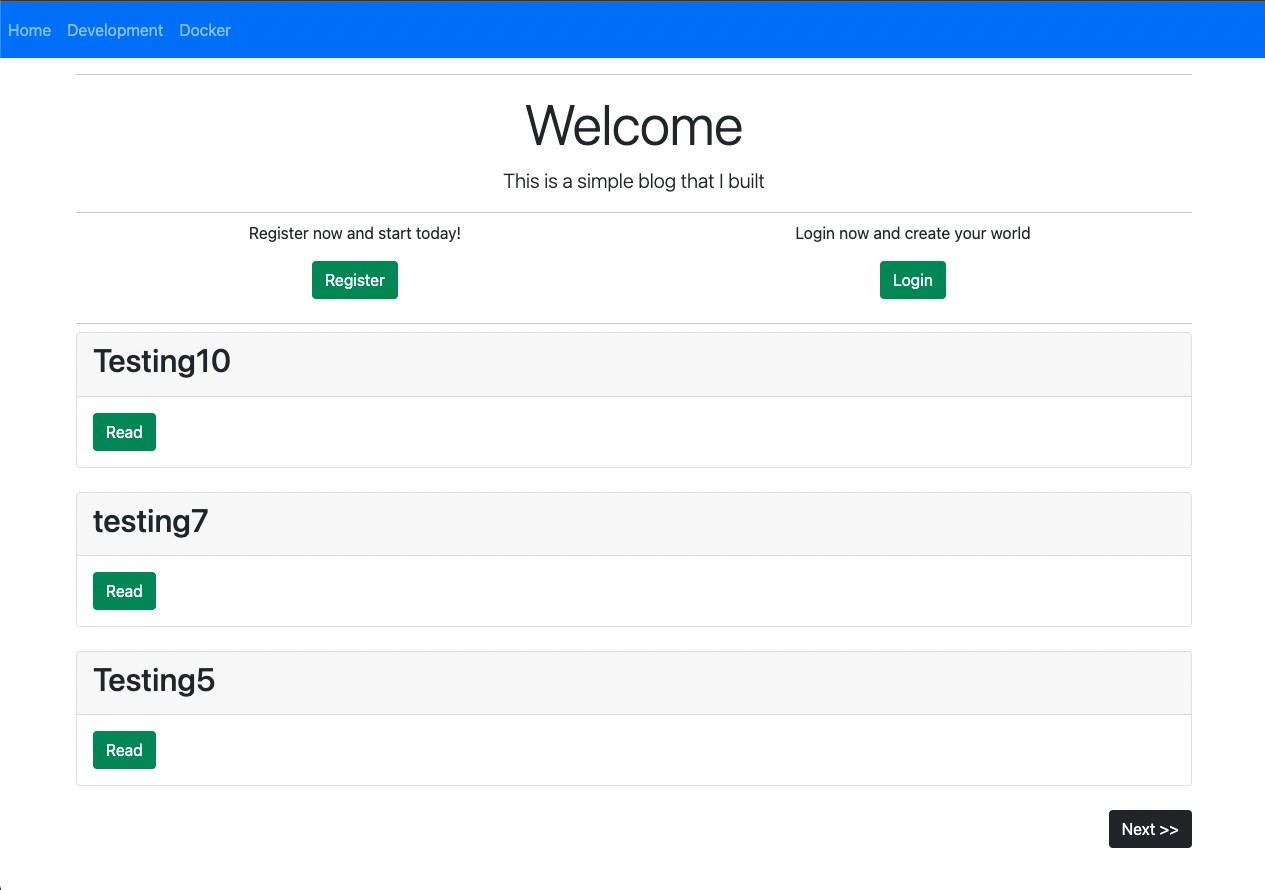 Home Development Docker
Welcome
This is a simple blog that I built
Register now and start today! Login now and create your world
Register Login
Testing10
Read
testing7
Read
Testing5
Read
Next >>